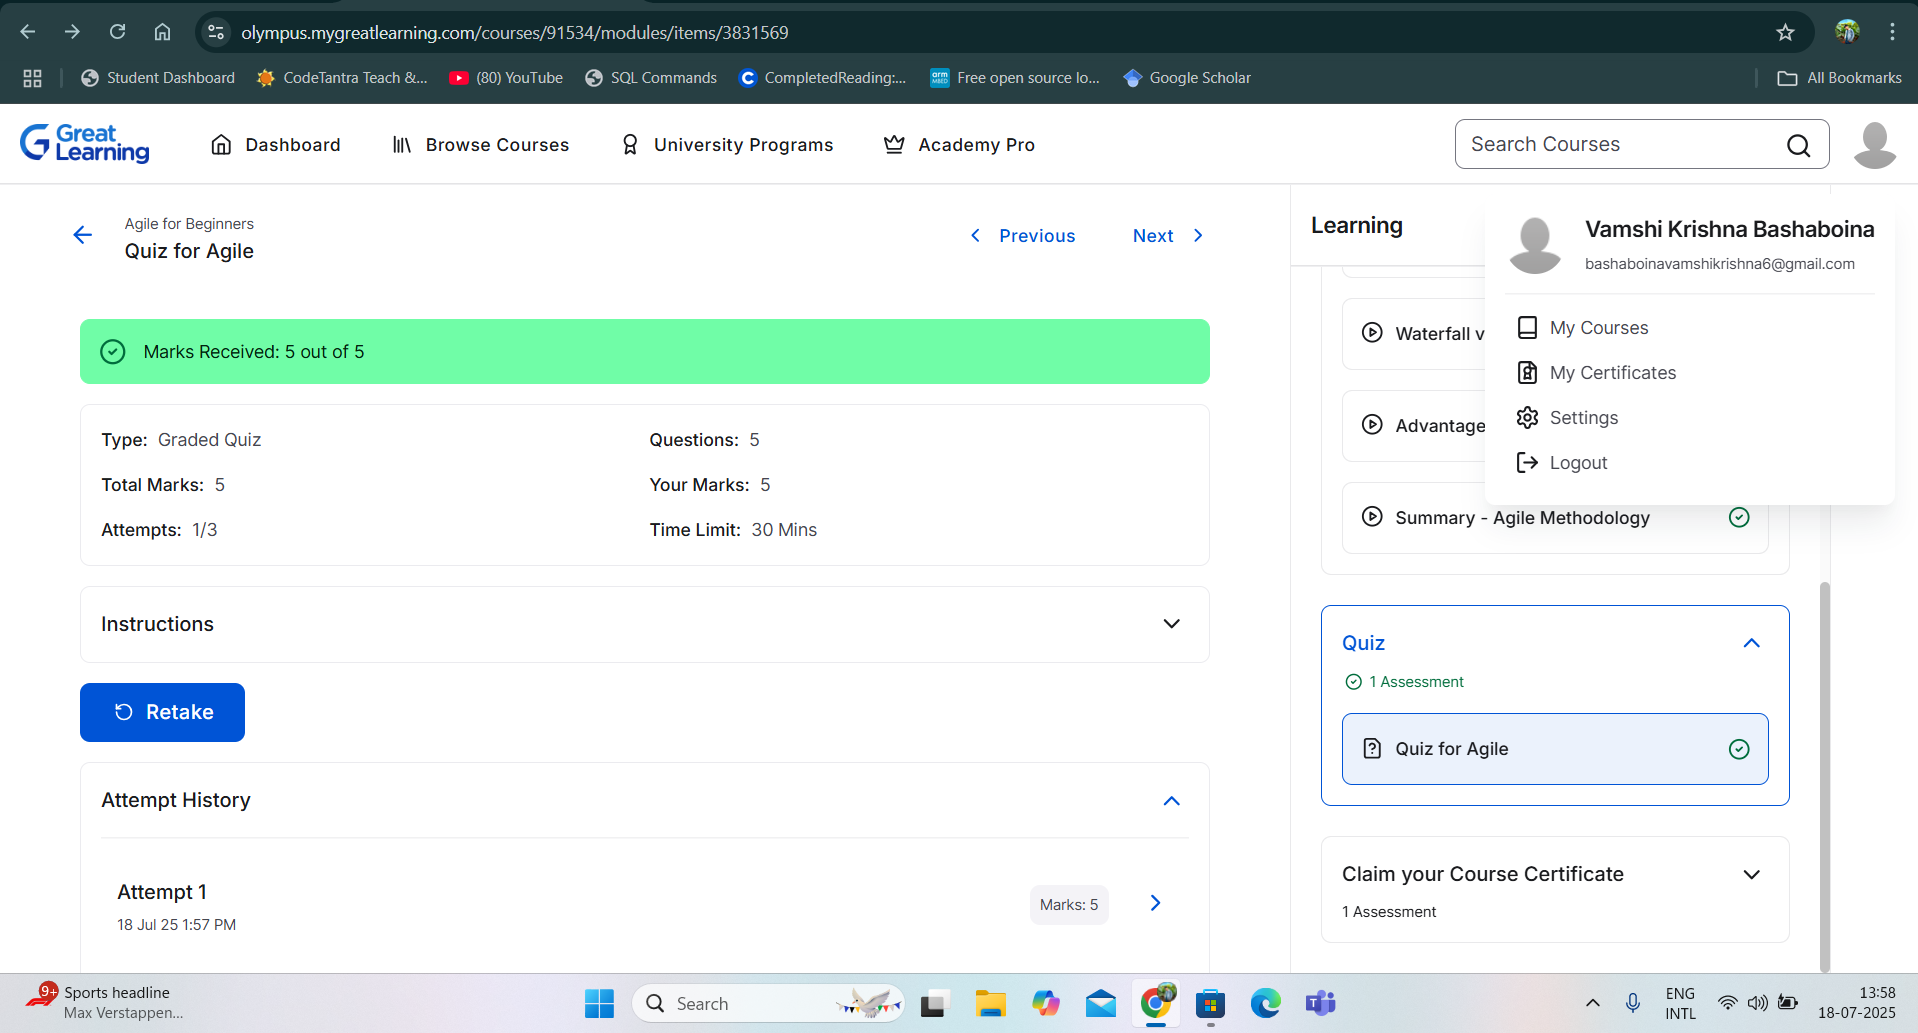 olympus.mygreatlearning.com/courses/91534/modules/items/3831569
Student Dashboard
CodeTantra Teach &...
(80) YouTube
SQL Commands
CompletedReading:...
arm MBED
Free open source lo...
Google Scholar
All Bookmarks
Great Learning
Dashboard
Browse Courses
University Programs
Academy Pro
Search Courses
Agile for Beginners
Quiz for Agile
Previous
Next
Marks Received: 5 out of 5
Type: Graded Quiz
Questions: 5
Total Marks: 5
Your Marks: 5
Attempts: 1/3
Time Limit: 30 Mins
Instructions
Retake
Attempt History
Attempt 1
18 Jul 25 1:57 PM
Marks: 5
Learning
Vamshi Krishna Bashaboina
bashaboinavamshikrishna6@gmail.com
My Courses
My Certificates
Settings
Logout
Waterfall v
Advantage
Summary - Agile Methodology
Quiz
1 Assessment
Quiz for Agile
Claim your Course Certificate
1 Assessment
9+
Sports headline
Max Verstappen...
Search
ENG
INTL
13:58
18-07-2025